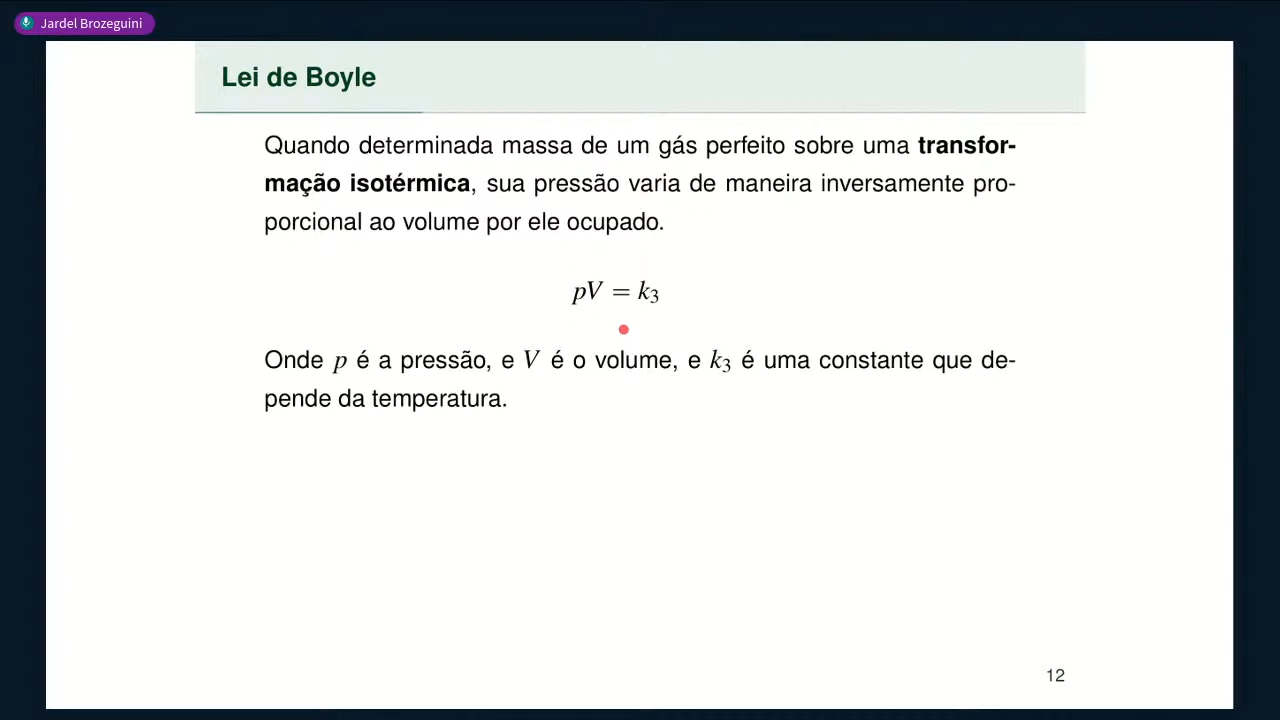 Jardel Brozeguini
Lei de Boyle
Quando determinada massa de um gás perfeito sobre uma transfor-
mação isotérmica, sua pressão varia de maneira inversamente pro-
porcional ao volume por ele ocupado.
pV = k₃
Onde p é a pressão, e V é o volume, e k₃ é uma constante que de-
pende da temperatura.
12